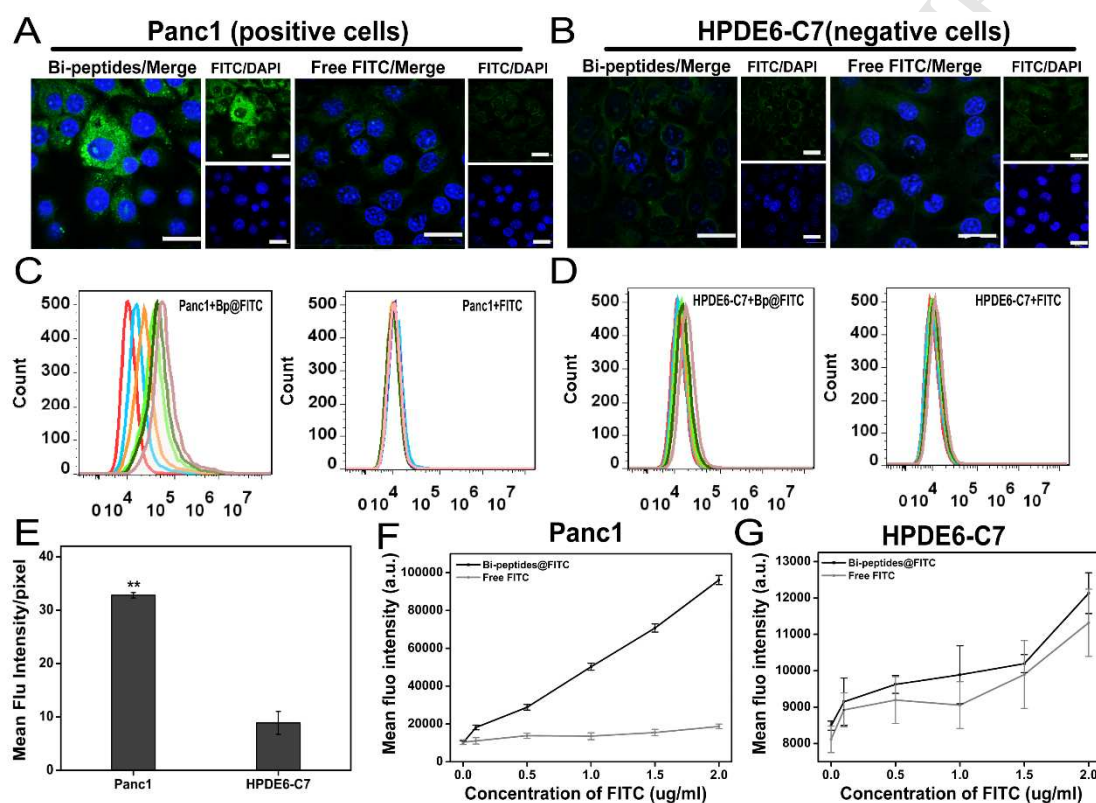 A
Panc1 (positive cells)
B
HPDE6-C7(negative cells)
Bi-peptides/Merge
FITC/DAPI
Free FITC/Merge
FITC/DAPI
Bi-peptides/Merge
FITC/DAPI
Free FITC/Merge
FITC/DAPI
C
500
400
300
200
100
0
Count
Panc1+Bp@FITC
0 10^4 10^5 10^6 10^7
500
400
300
200
100
0
Count
Panc1+FITC
0 10^4 10^5 10^6 10^7
D
500
400
300
200
100
0
Count
HPDE6-C7+Bp@FITC
0 10^4 10^5 10^6 10^7
500
400
300
200
100
0
Count
HPDE6-C7+FITC
0 10^4 10^5 10^6 10^7
E
40
30
20
10
0
Mean Flu Intensity/pixel
**
Panc1
HPDE6-C7
F
Panc1
Bi-peptides@FITC
Free FITC
100000
80000
60000
40000
20000
0
Mean fluo intensity (a.u.)
0.0 0.5 1.0 1.5 2.0
Concentration of FITC (ug/ml)
G
HPDE6-C7
Bi-peptides@FITC
Free FITC
13000
12000
11000
10000
9000
8000
Mean fluo intensity (a.u.)
0.0 0.5 1.0 1.5 2.0
Concentration of FITC (ug/ml)